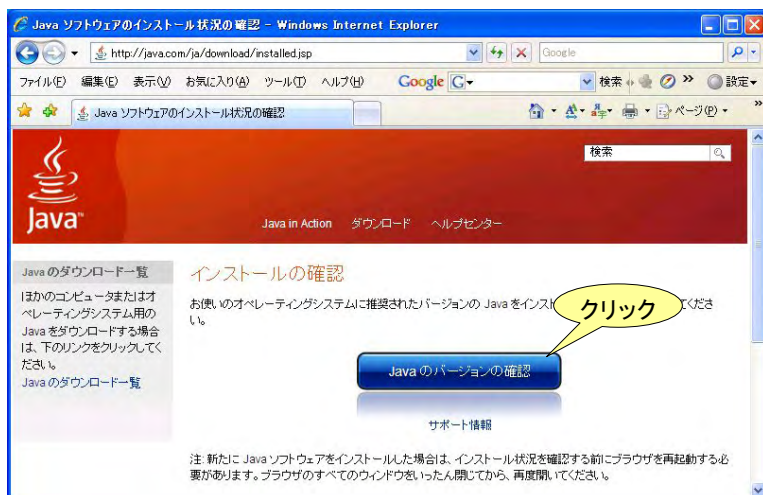 Java ソフトウェアのインストール状況の確認 - Windows Internet Explorer
http://java.com/ja/download/installed.jsp
Google
ファイル(F) 編集(E) 表示(V) お気に入り(A) ツール(T) ヘルプ(H)
Google
G
検索
»
設定
Java ソフトウェアのインストール状況の確認
ページ(P)
»
検索
Java
Java in Action ダウンロード ヘルプセンター
Java のダウンロード一覧
ほかのコンピュータまたはオ
ペレーティングシステム用の
Java をダウンロードする場合
は、下のリンクをクリックしてく
ださい。
Java のダウンロード一覧
インストールの確認
お使いのオペレーティングシステムに推奨されたバージョンの Java をインスト
てくださ
い。
クリック
Java のバージョンの確認
サポート情報
注: 新たに Java ソフトウェアをインストールした場合は、インストール状況を確認する前にブラウザを再起動する必
要があります。ブラウザのすべてのウィンドウをいったん閉じてから、再度開いてください。